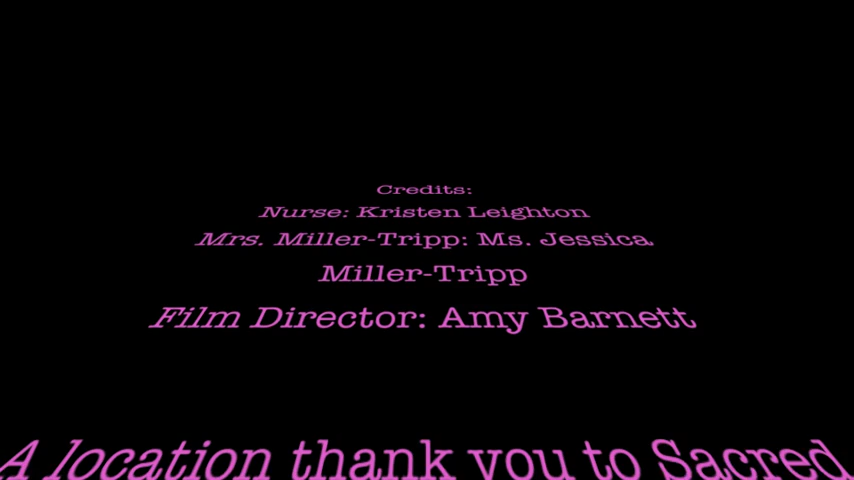 Credits:
Nurse: Kristen Leighton
Mrs. Miller-Tripp: Ms. Jessica
Miller-Tripp
Film Director: Amy Barnett
A location thank you to Sacred